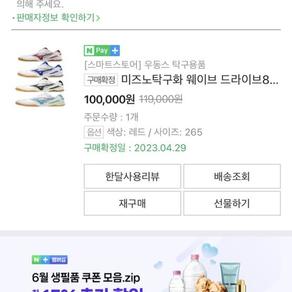 의해 주세요.
• 판매자정보 확인하기 >
N Pay +
[스마트스토어] 우동스 탁구용품
구매확정 미즈노탁구화 웨이브 드라이브8...
100,000원 119,000원
주문수량 : 1개
옵션 색상: 레드 / 사이즈: 265
구매확정일 : 2023.04.29
한달사용리뷰 배송조회
재구매 선물하기
N + 멤버십
6월 생필품 쿠폰 모음.zip